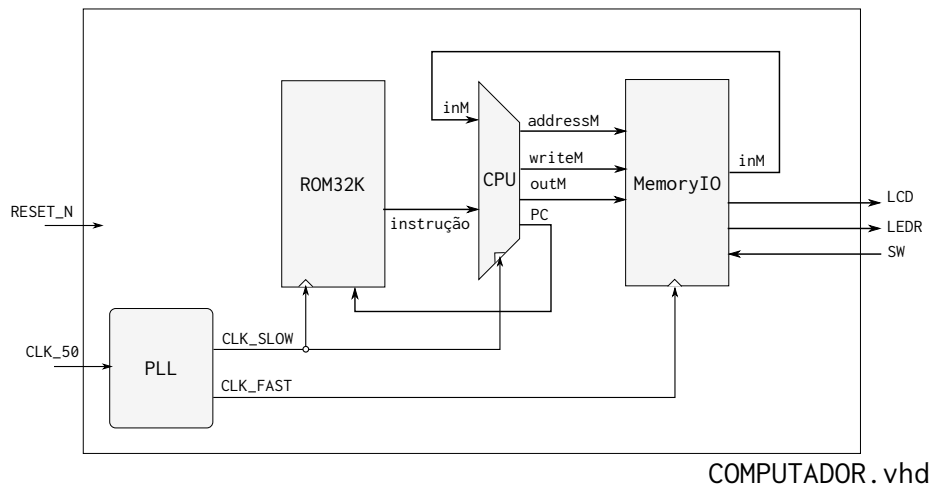 inM
addressM
ROM32K
CPU
writeM
MemoryIO
inM
outM
LCD
RESET_N
instrução
PC
LEDR
SW
CLK_SLOW
CLK_50
PLL
CLK_FAST
COMPUTADOR.vhd